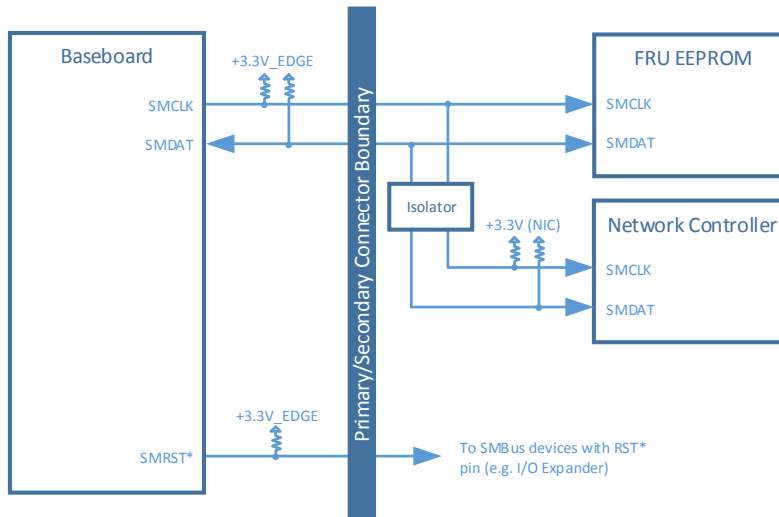 Baseboard
+3.3V_EDGE
SMCLK
SMDAT
+3.3V_EDGE
SMRST*
Primary/Secondary Connector Boundary
FRU EEPROM
SMCLK
SMDAT
Isolator
+3.3V (NIC)
Network Controller
SMCLK
SMDAT
To SMBus devices with RST*
pin (e.g. I/O Expander)